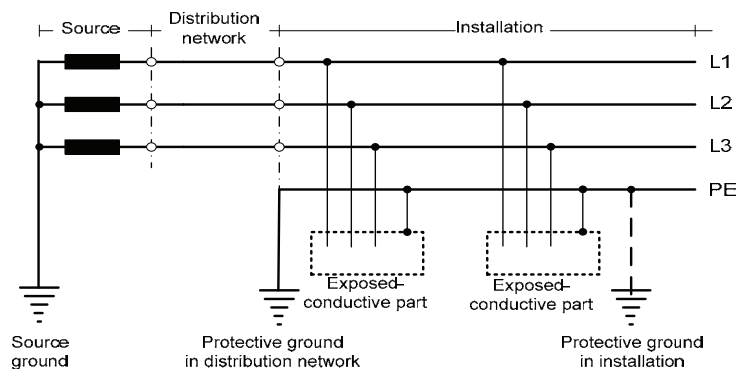 Source
Distribution
network
Installation
L1
L2
L3
PE
Exposed–
conductive part
Exposed–
conductive part
Source
ground
Protective ground
in distribution network
Protective ground
in installation